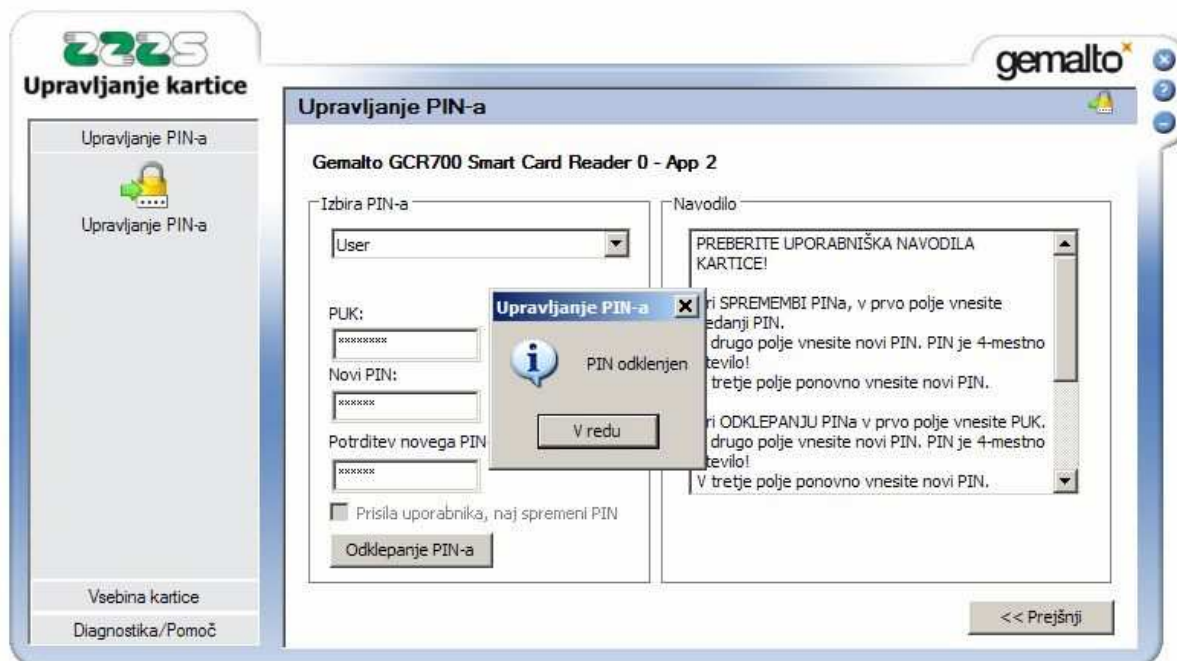 ZZZS
Upravljanje kartice
gemalto
Upravljanje PIN-a
Upravljanje PIN-a
Upravljanje PIN-a
Vsebina kartice
Diagnostika/Pomoč
Gemalto GCR700 Smart Card Reader 0 - App 2
Izbira PIN-a
User
PUK:
********
Novi PIN:
******
Potrditev novega PIN
******
Prisila uporabnika, naj spremeni PIN
Odklepanje PIN-a
Navodilo
PREBERITE UPORABNIŠKA NAVODILA
KARTICE!
ri SPREMEMBI PINa, v prvo polje vnesite
edanji PIN.
drugo polje vnesite novi PIN. PIN je 4-mestno
tevilo!
tretje polje ponovno vnesite novi PIN.
ri ODKLEPANJU PINa v prvo polje vnesite PUK.
drugo polje vnesite novi PIN. PIN je 4-mestno
tevilo!
V tretje polje ponovno vnesite novi PIN.
Upravljanje PIN-a
PIN odklenjen
V redu
<< Prejšnji